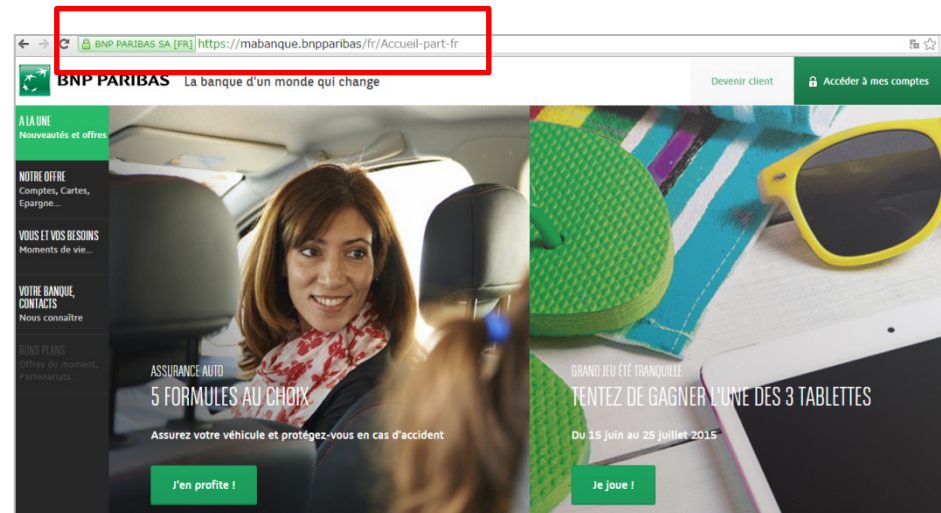 BNP PARIBAS SA [FR] https://mabanque.bnpparibas/fr/Accueil-part-fr
BNP PARIBAS La banque d'un monde qui change
Devenir client
Accéder à mes comptes
A LA UNE
Nouveautés et offres
NOTRE OFFRE
Comptes, Cartes,
Epargne...
VOUS ET VOS BESOINS
Moments de vie...
VOTRE BANQUE,
CONTACTS
Nous connaître
BONS PLANS
Offres du moment,
Partenariats...
ASSURANCE AUTO
5 FORMULES AU CHOIX
Assurez votre véhicule et protégez-vous en cas d'accident
J'en profite !
GRAND JEU ÉTÉ TRANQUILLE
TENTEZ DE GAGNER L'UNE DES 3 TABLETTES
Du 15 juin au 25 juillet 2015
Je joue !